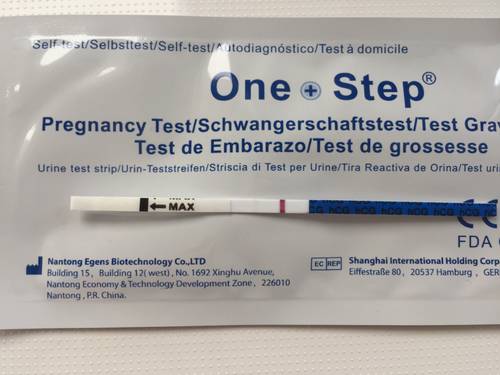 Self-test/Selbsttest/Self-test/Autodiagnóstico/Test à domicile
One + Step®
Pregnancy Test/Schwangerschaftstest/Test Grav
Test de Embarazo/Test de grossesse
Urine test strip/Urin-Teststreifen/Striscia di Test per Urine/Tira Reactiva de Orina/Test uri
MAX
hCG hCG hCG hCG hCG
CE
FDA
Nantong Egens Biotechnology Co.,LTD
Building 15, Building 12(west), No. 1692 Xinghu Avenue,
Nantong Economy & Technology Development Zone, 226010
Nantong, P.R. China.
EC REP
Shanghai International Holding Corp
Eiffestraße 80, 20537 Hamburg, GER